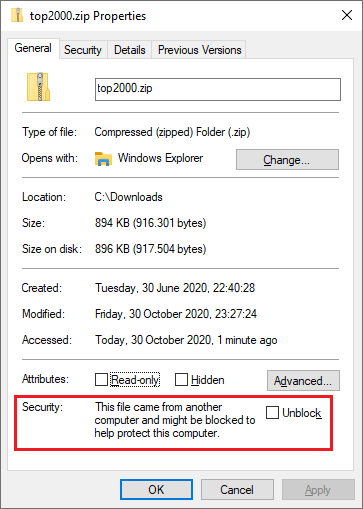 top2000.zip Properties
General Security Details Previous Versions
top2000.zip
Type of file: Compressed (zipped) Folder (.zip)
Opens with: Windows Explorer Change...
Location: C:\Downloads
Size: 894 KB (916.301 bytes)
Size on disk: 896 KB (917.504 bytes)
Created: Tuesday, 30 June 2020, 22:40:28
Modified: Friday, 30 October 2020, 23:27:24
Accessed: Today, 30 October 2020, 1 minute ago
Attributes: Read-only Hidden Advanced...
Security: This file came from another Unblock
computer and might be blocked to
help protect this computer.
OK Cancel Apply